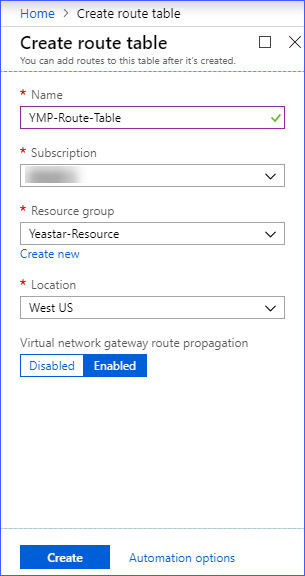 Home > Create route table
Create route table
You can add routes to this table after it's created.
* Name
YMP-Route-Table
* Subscription
* Resource group
Yeastar-Resource
Create new
* Location
West US
Virtual network gateway route propagation
Disabled Enabled
Create Automation options